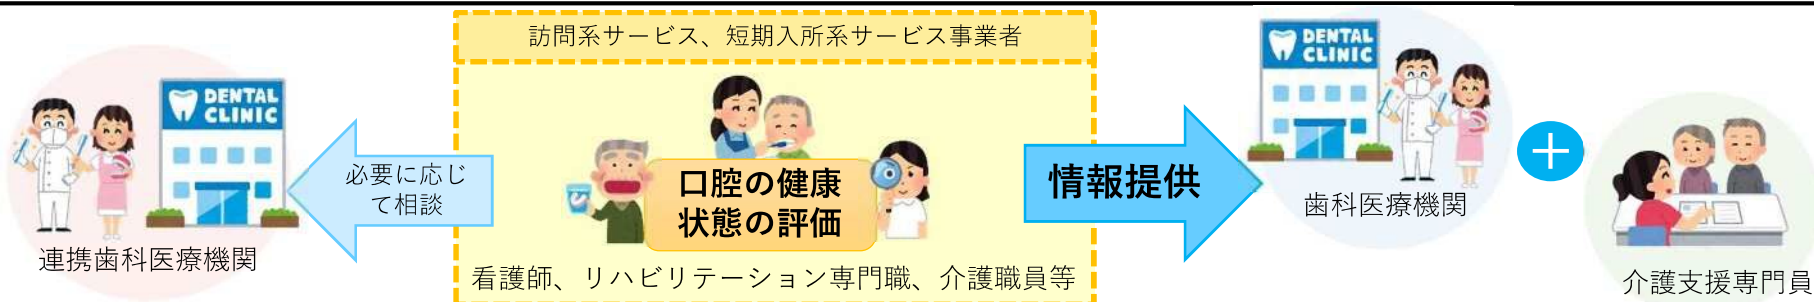 訪問系サービス、短期入所系サービス事業者
DENTAL
CLINIC
必要に応じ
て相談
連携歯科医療機関
口腔の健康
状態の評価
看護師、リハビリテーション専門職、介護職員等
情報提供
DENTAL
CLINIC
歯科医療機関
+
介護支援専門員